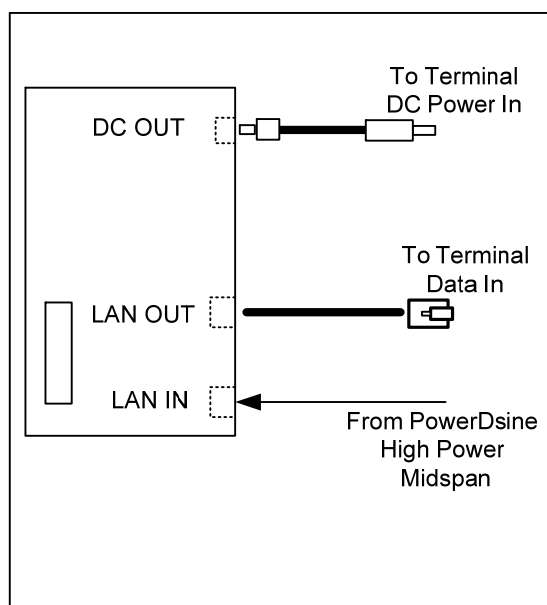 To Terminal
DC Power In
DC OUT
To Terminal
Data In
LAN OUT
LAN IN
From PowerDsine
High Power
Midspan